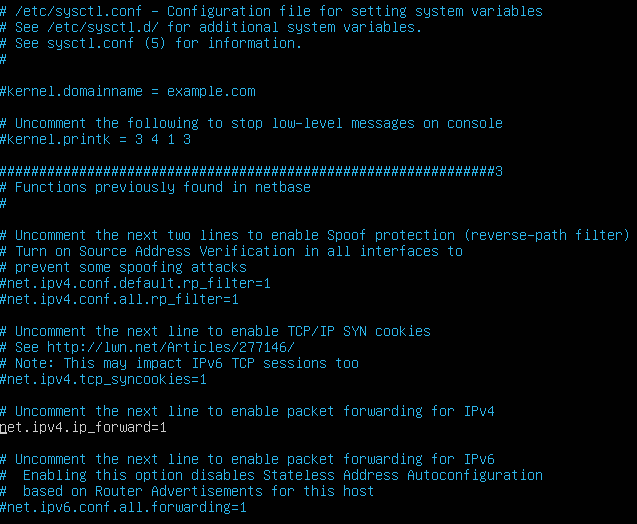 # /etc/sysctl.conf - Configuration file for setting system variables
# See /etc/sysctl.d/ for additional system variables.
# See sysctl.conf (5) for information.
#
#kernel.domainname = example.com
# Uncomment the following to stop low-level messages on console
#kernel.printk = 3 4 1 3
##############################################################3
# Functions previously found in netbase
#
# Uncomment the next two lines to enable Spoof protection (reverse-path filter)
# Turn on Source Address Verification in all interfaces to
# prevent some spoofing attacks
#net.ipv4.conf.default.rp_filter=1
#net.ipv4.conf.all.rp_filter=1
# Uncomment the next line to enable TCP/IP SYN cookies
# See http://lwn.net/Articles/277146/
# Note: This may impact IPv6 TCP sessions too
#net.ipv4.tcp_syncookies=1
# Uncomment the next line to enable packet forwarding for IPv4
net.ipv4.ip_forward=1
# Uncomment the next line to enable packet forwarding for IPv6
#  Enabling this option disables Stateless Address Autoconfiguration
#  based on Router Advertisements for this host
#net.ipv6.conf.all.forwarding=1